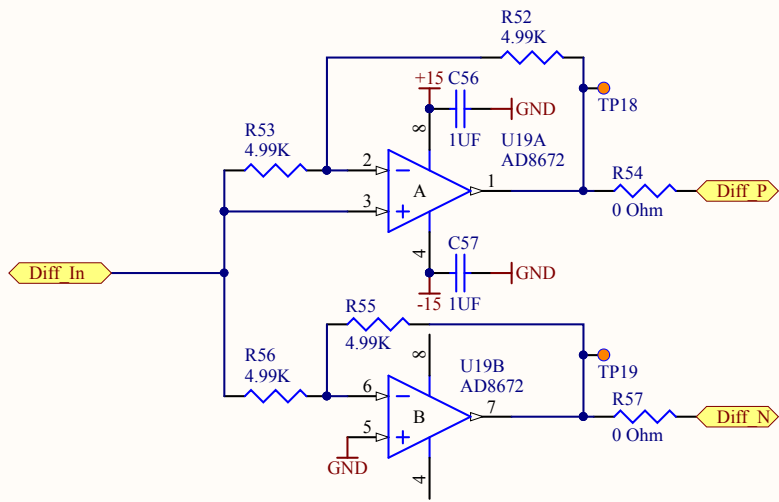 R52
4.99K
+15
C56
GND
TP18
8
1UF
U19A
AD8672
R53
4.99K
2
A
1
R54
0 Ohm
Diff_P
3
4
C57
GND
-15
1UF
Diff_In
R55
4.99K
8
U19B
AD8672
TP19
R56
4.99K
6
B
7
R57
0 Ohm
Diff_N
5
GND
4